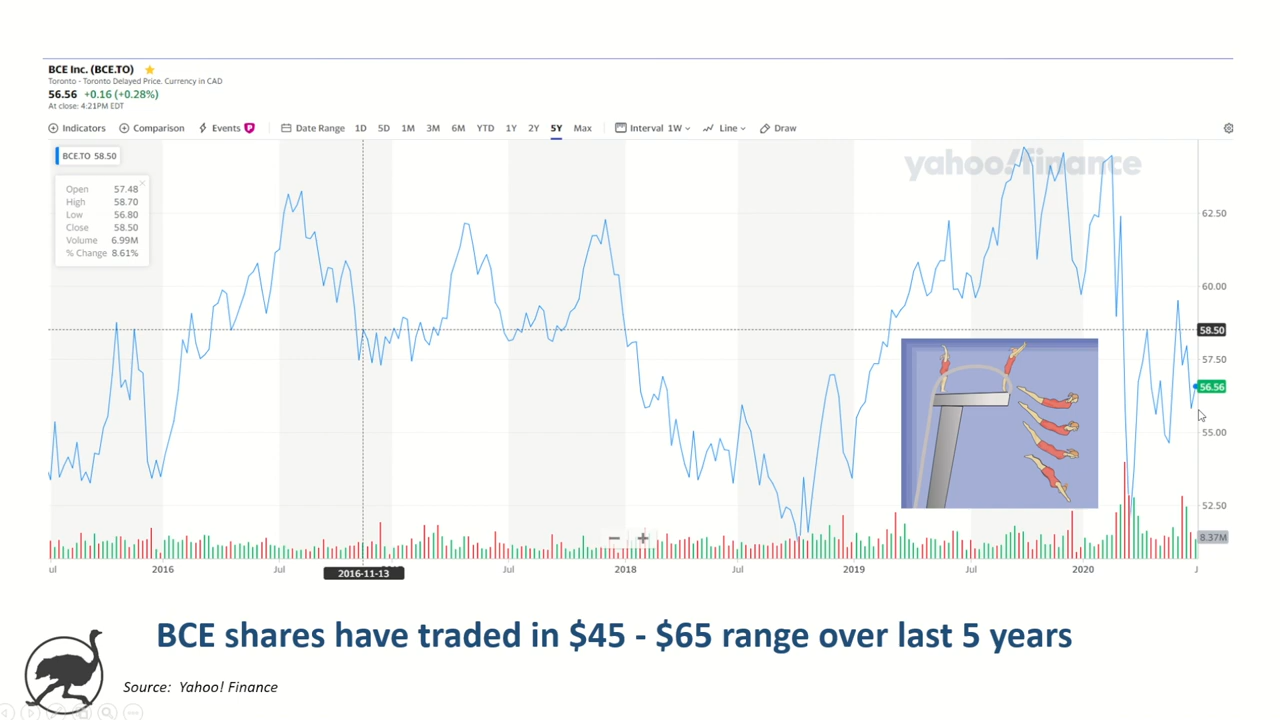 BCE Inc. (BCE.TO)
Toronto - Toronto Delayed Price. Currency in CAD
56.56 +0.16 (+0.28%)
At close: 4:21PM EDT
Indicators Comparison Events Date Range 1D 5D 1M 3M 6M YTD 1Y 2Y 5Y Max Interval 1W Line Draw
BCE.TO 58.50
yahoo!finance
Open 57.48
High 58.70
Low 56.80
Close 58.50
Volume 6.99M
% Change 8.61%
62.50
60.00
58.50
57.50
56.56
55.00
52.50
8.37M
ul 2016 Jul Jul 2018 Jul 2019 Jul 2020 J
2016-11-13
BCE shares have traded in $45 - $65 range over last 5 years
Source: Yahoo! Finance